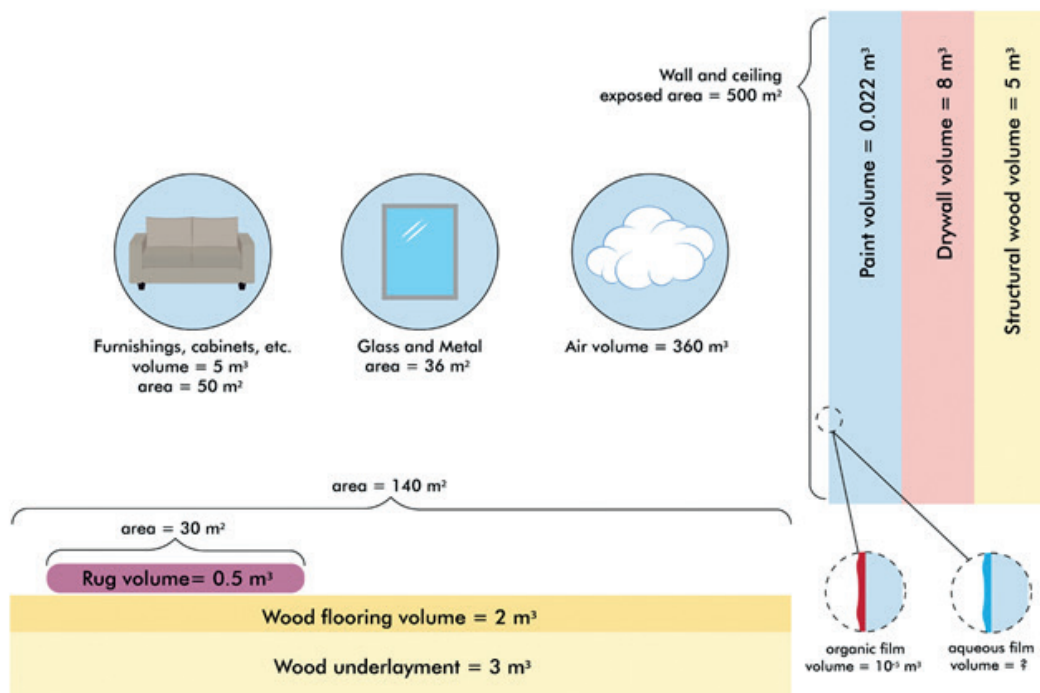 Wall and ceiling
exposed area = 500 m²
Paint volume = 0.022 m³
Drywall volume = 8 m³
Structural wood volume = 5 m³
Furnishings, cabinets, etc.
volume = 5 m³
area = 50 m²
Glass and Metal
area = 36 m²
Air volume = 360 m³
area = 140 m²
area = 30 m²
Rug volume= 0.5 m³
Wood flooring volume = 2 m³
Wood underlayment = 3 m³
organic film
volume = 10⁻⁵ m³
aqueous film
volume = ?